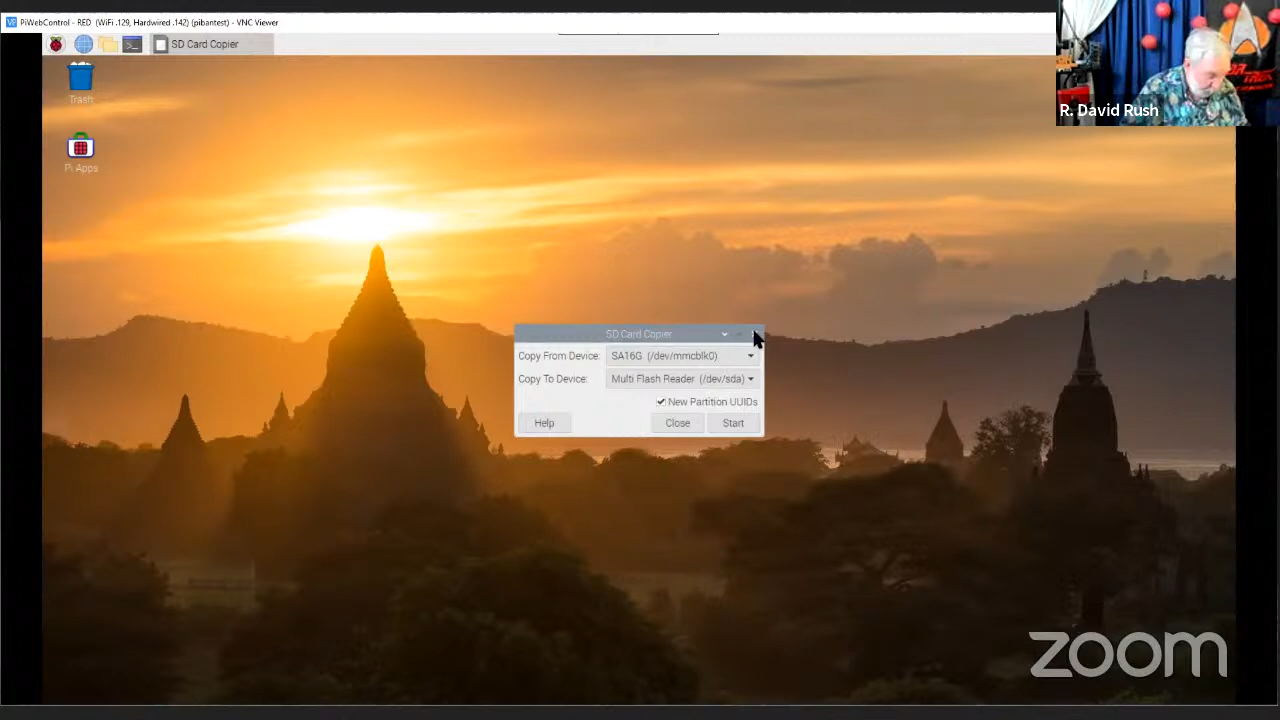 VE PiWebControl - RED (WiFi .129, Hardwired .142) (pibantest) - VNC Viewer
SD Card Copier
Trash
Pi Apps
R. David Rush
SD Card Copier
Copy From Device: SA16G (/dev/mmcblk0)
Copy To Device: Multi Flash Reader (/dev/sda)
New Partition UUIDs
Help Close Start
zoom